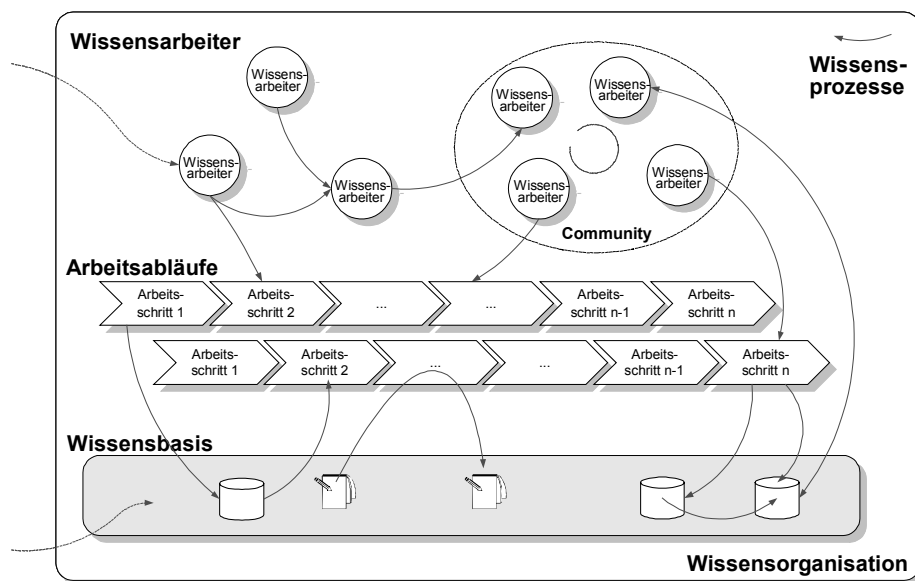 Wissensarbeiter
Wissens-
prozesse
Wissens-
arbeiter
Wissens-
arbeiter
Wissens-
arbeiter
Wissens-
arbeiter
Wissens-
arbeiter
Wissens-
arbeiter
Wissens-
arbeiter
Community
Arbeitsabläufe
Arbeits-
schritt 1
Arbeits-
schritt 2
...
...
Arbeits-
schritt n-1
Arbeits-
schritt n
Arbeits-
schritt 1
Arbeits-
schritt 2
...
...
Arbeits-
schritt n-1
Arbeits-
schritt n
Wissensbasis
Wissensorganisation